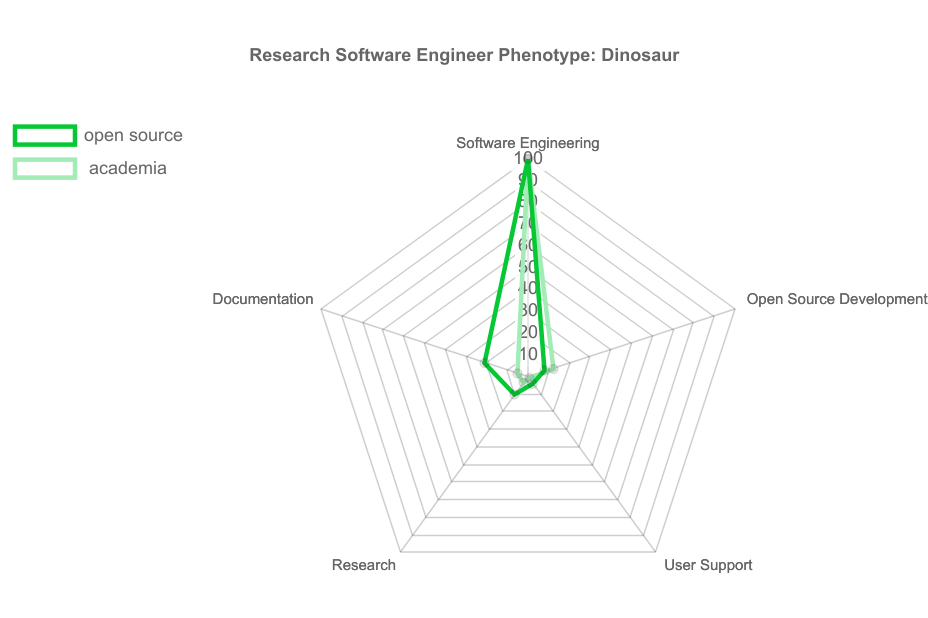 Research Software Engineer Phenotype: Dinosaur
open source
academia
Software Engineering
100
90
80
70
60
50
40
30
20
10
Documentation
Open Source Development
Research
User Support